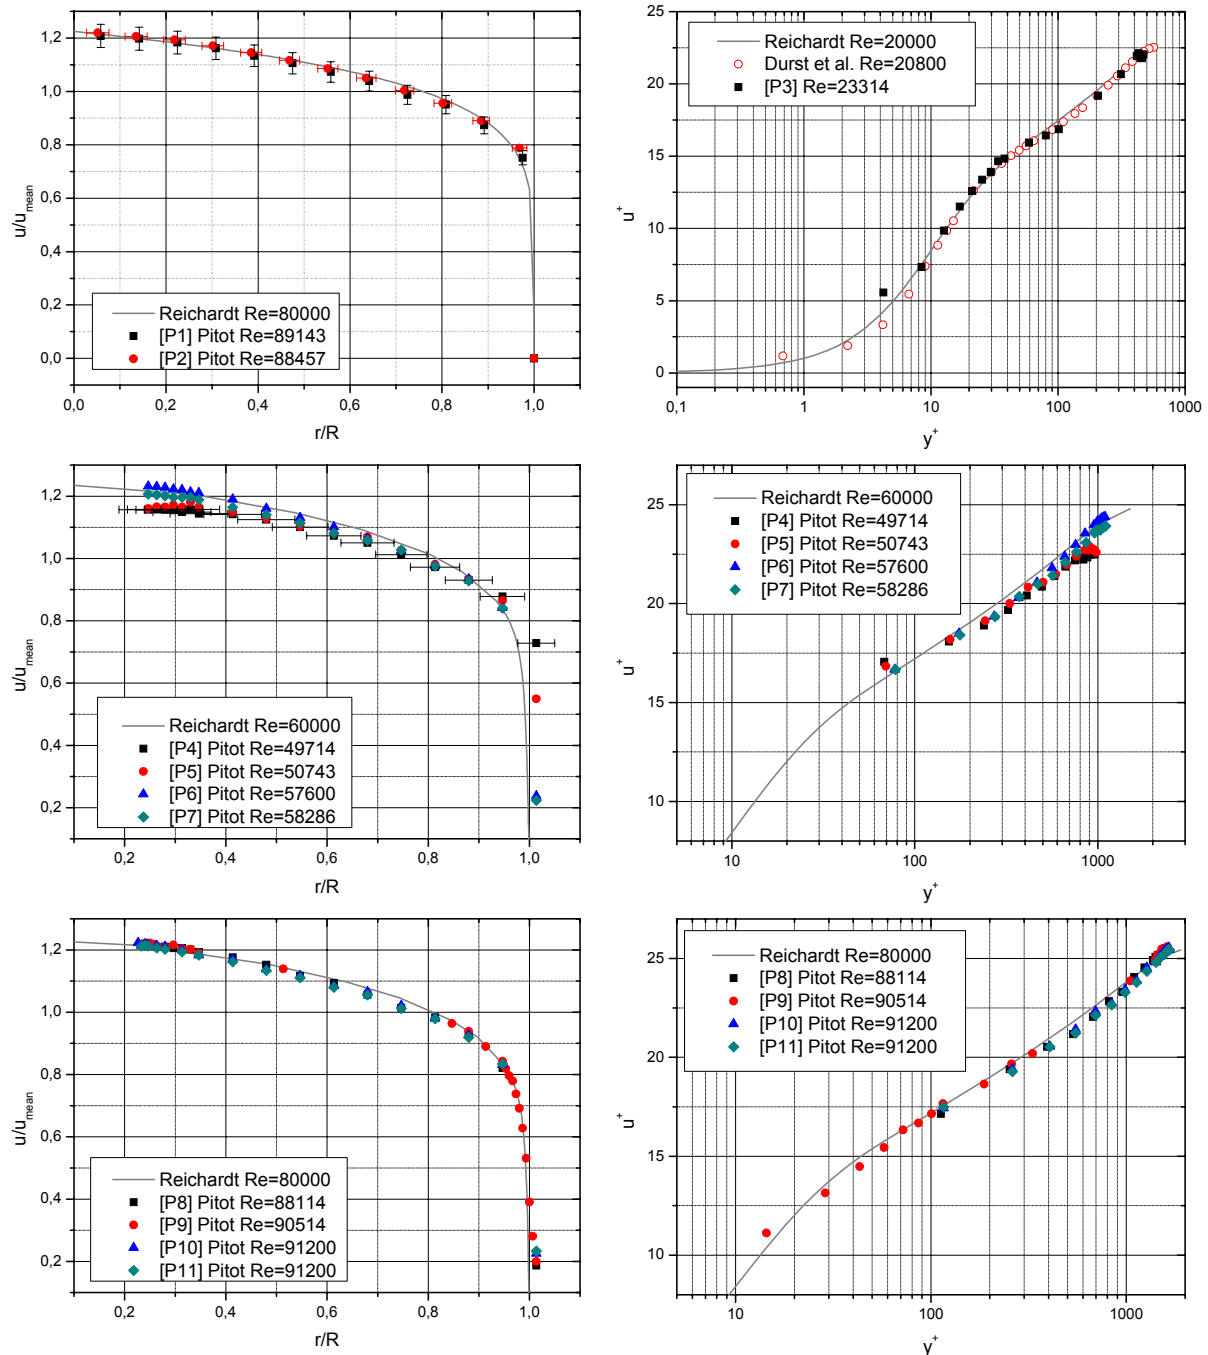 1,2
1,0
0,8
0,6
0,4
0,2
0,0
u/u_mean
Reichardt Re=80000
[P1] Pitot Re=89143
[P2] Pitot Re=88457
0,0 0,2 0,4 0,6 0,8 1,0
r/R
25
20
15
10
5
0
u+
Reichardt Re=20000
Durst et al. Re=20800
[P3] Re=23314
0,1 1 10 100 1000
y+
1,2
1,0
0,8
0,6
0,4
0,2
u/u_mean
Reichardt Re=60000
[P4] Pitot Re=49714
[P5] Pitot Re=50743
[P6] Pitot Re=57600
[P7] Pitot Re=58286
0,2 0,4 0,6 0,8 1,0
r/R
25
20
15
10
u+
Reichardt Re=60000
[P4] Pitot Re=49714
[P5] Pitot Re=50743
[P6] Pitot Re=57600
[P7] Pitot Re=58286
10 100 1000
y+
1,2
1,0
0,8
0,6
0,4
0,2
u/u_mean
Reichardt Re=80000
[P8] Pitot Re=88114
[P9] Pitot Re=90514
[P10] Pitot Re=91200
[P11] Pitot Re=91200
0,2 0,4 0,6 0,8 1,0
r/R
25
20
15
10
u+
Reichardt Re=80000
[P8] Pitot Re=88114
[P9] Pitot Re=90514
[P10] Pitot Re=91200
[P11] Pitot Re=91200
10 100 1000
y+